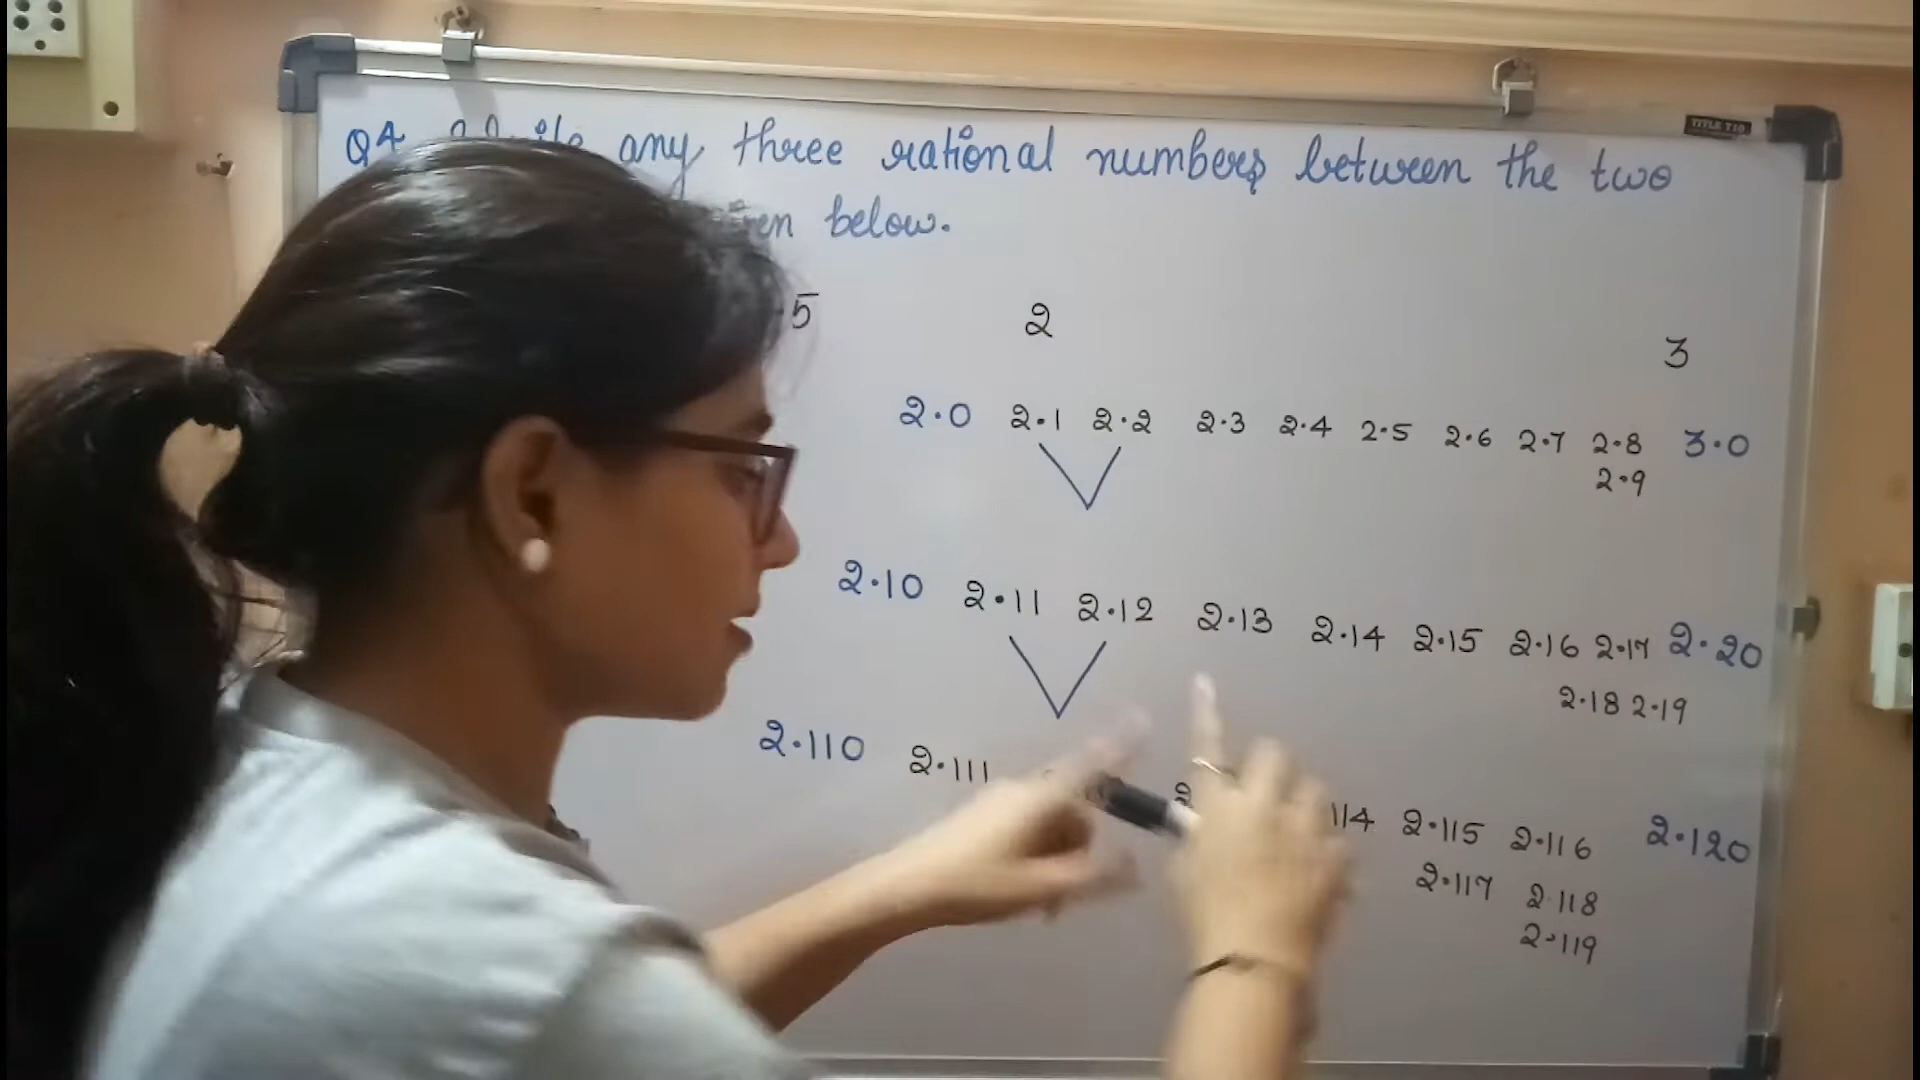 TITLE T10
Q4 any three rational numbers between the two
below.
5 2 3
2.0 2.1 2.2 2.3 2.4 2.5 2.6 2.7 2.8 3.0
2.9
2.10 2.11 2.12 2.13 2.14 2.15 2.16 2.17 2.20
2.18 2.19
2.110 2.111 114 2.115 2.116 2.120
2.117 2.118
2.119